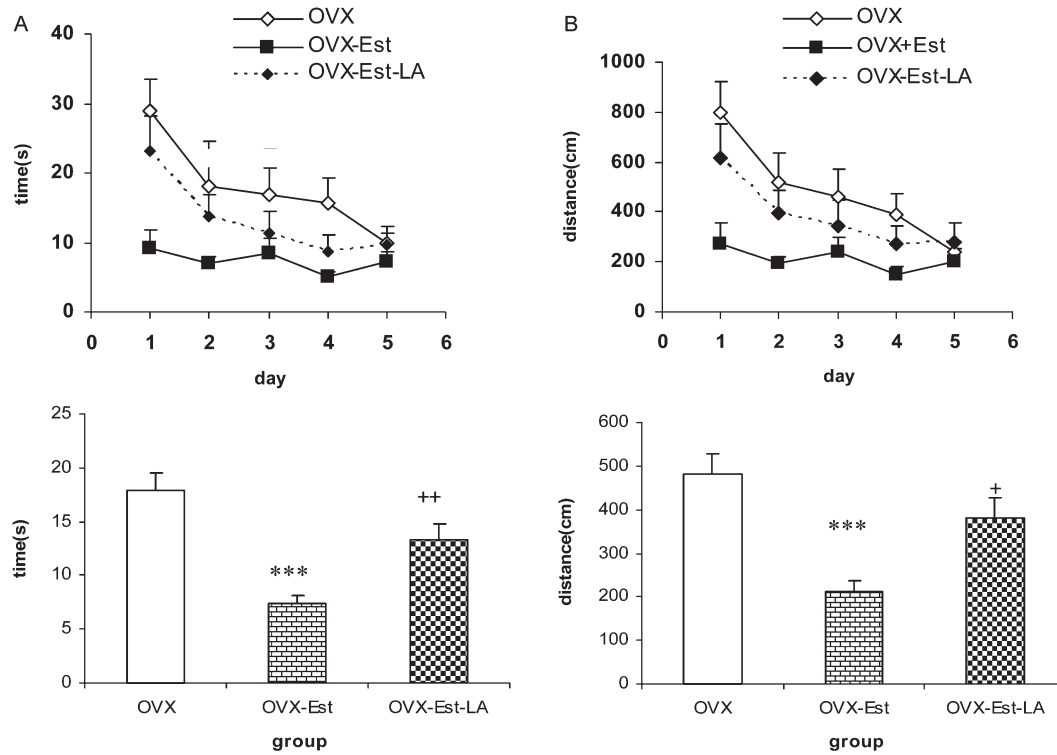 A
OVX
OVX-Est
OVX-Est-LA
40
30
20
10
0
time(s)
0 1 2 3 4 5 6
day
B
OVX
OVX+Est
OVX-Est-LA
1000
800
600
400
200
0
distance(cm)
0 1 2 3 4 5 6
day
25
20
15
10
5
0
time(s)
***
++
OVX OVX-Est OVX-Est-LA
group
600
500
400
300
200
100
0
distance(cm)
***
+
OVX OVX-Est OVX-Est-LA
group